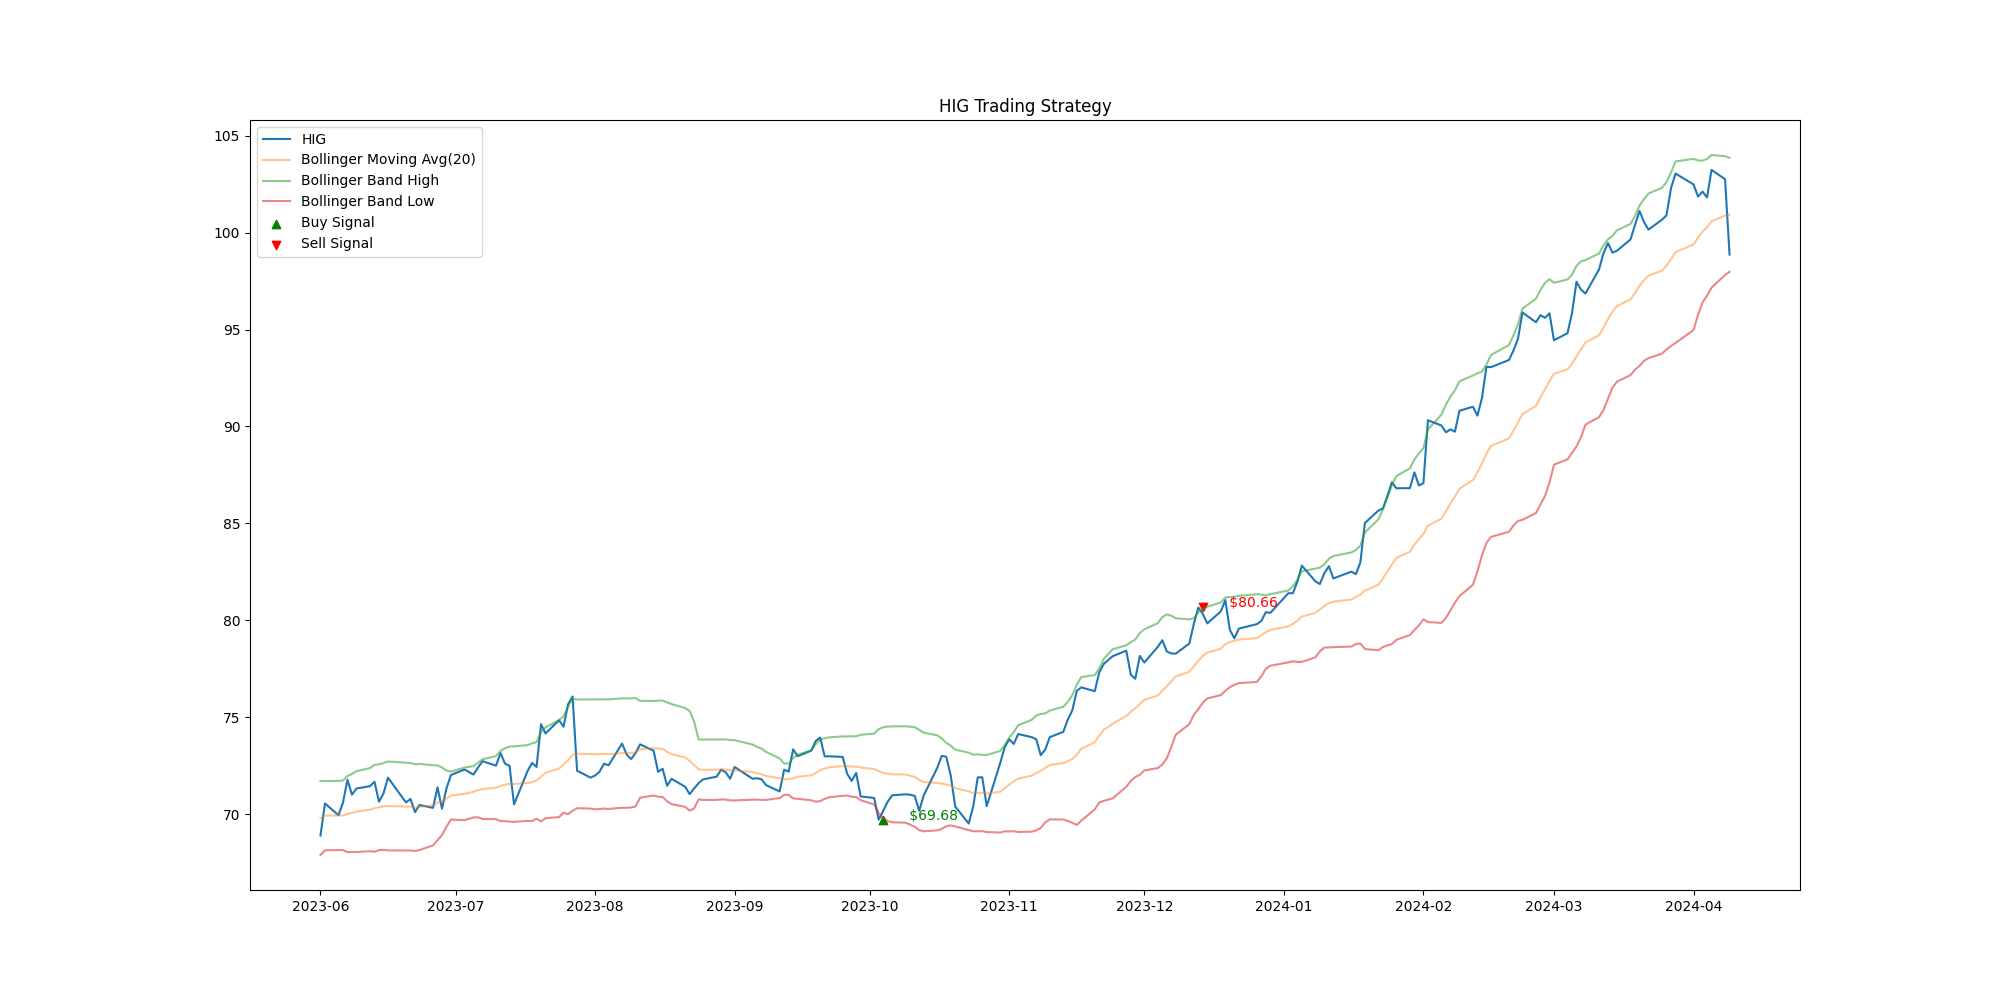 HIG Trading Strategy
HIG
Bollinger Moving Avg(20)
Bollinger Band High
Bollinger Band Low
Buy Signal
Sell Signal
105
100
95
90
85
80
75
70
$80.66
$69.68
2023-06 2023-07 2023-08 2023-09 2023-10 2023-11 2023-12 2024-01 2024-02 2024-03 2024-04